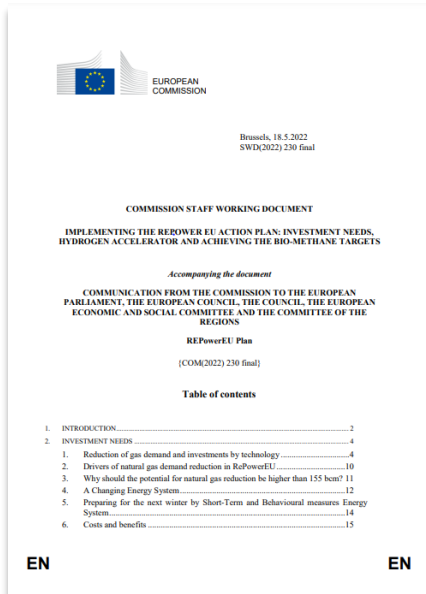 EUROPEAN
COMMISSION
Brussels, 18.5.2022
SWD(2022) 230 final
COMMISSION STAFF WORKING DOCUMENT
IMPLEMENTING THE REPOWER EU ACTION PLAN: INVESTMENT NEEDS,
HYDROGEN ACCELERATOR AND ACHIEVING THE BIO-METHANE TARGETS
Accompanying the document
COMMUNICATION FROM THE COMMISSION TO THE EUROPEAN
PARLIAMENT, THE EUROPEAN COUNCIL, THE COUNCIL, THE EUROPEAN
ECONOMIC AND SOCIAL COMMITTEE AND THE COMMITTEE OF THE
REGIONS
REPowerEU Plan
{COM(2022) 230 final}
Table of contents
1. INTRODUCTION 2
2. INVESTMENT NEEDS 4
1. Reduction of gas demand and investments by technology 4
2. Drivers of natural gas demand reduction in RePowerEU 10
3. Why should the potential for natural gas reduction be higher than 155 bcm? 11
4. A Changing Energy System 12
5. Preparing for the next winter by Short-Term and Behavioural measures Energy
System 14
6. Costs and benefits 15
EN EN